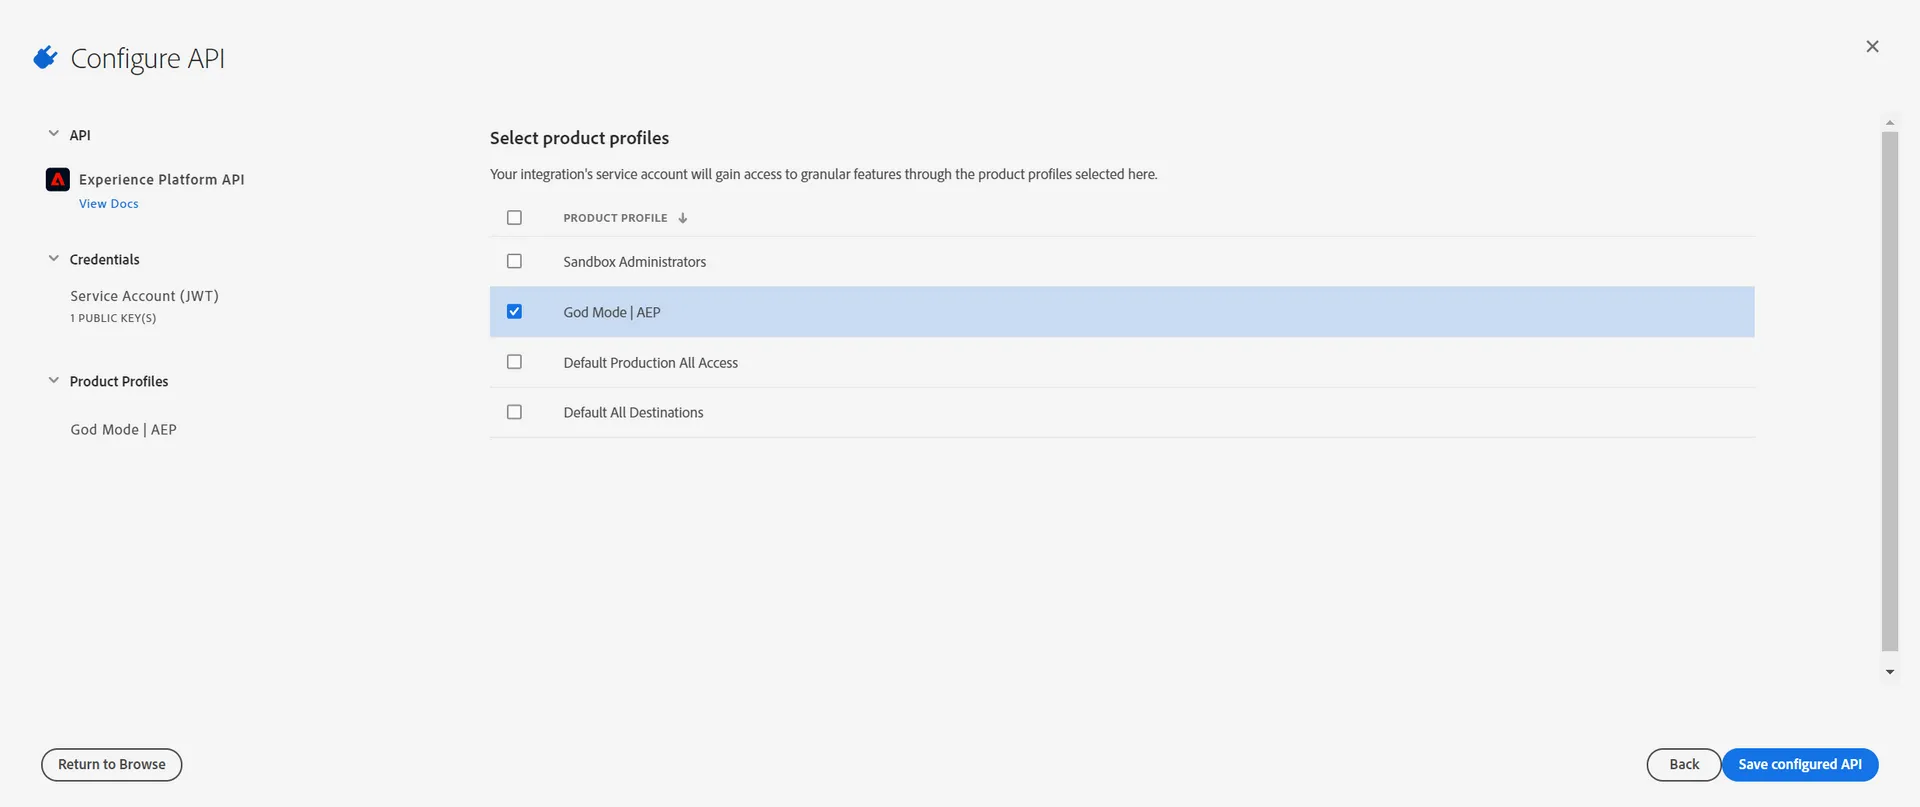 Configure API
API
Experience Platform API
View Docs
Credentials
Service Account (JWT)
1 PUBLIC KEY(S)
Product Profiles
God Mode | AEP
Select product profiles
Your integration's service account will gain access to granular features through the product profiles selected here.
PRODUCT PROFILE
Sandbox Administrators
God Mode | AEP
Default Production All Access
Default All Destinations
Return to Browse
Back
Save configured API